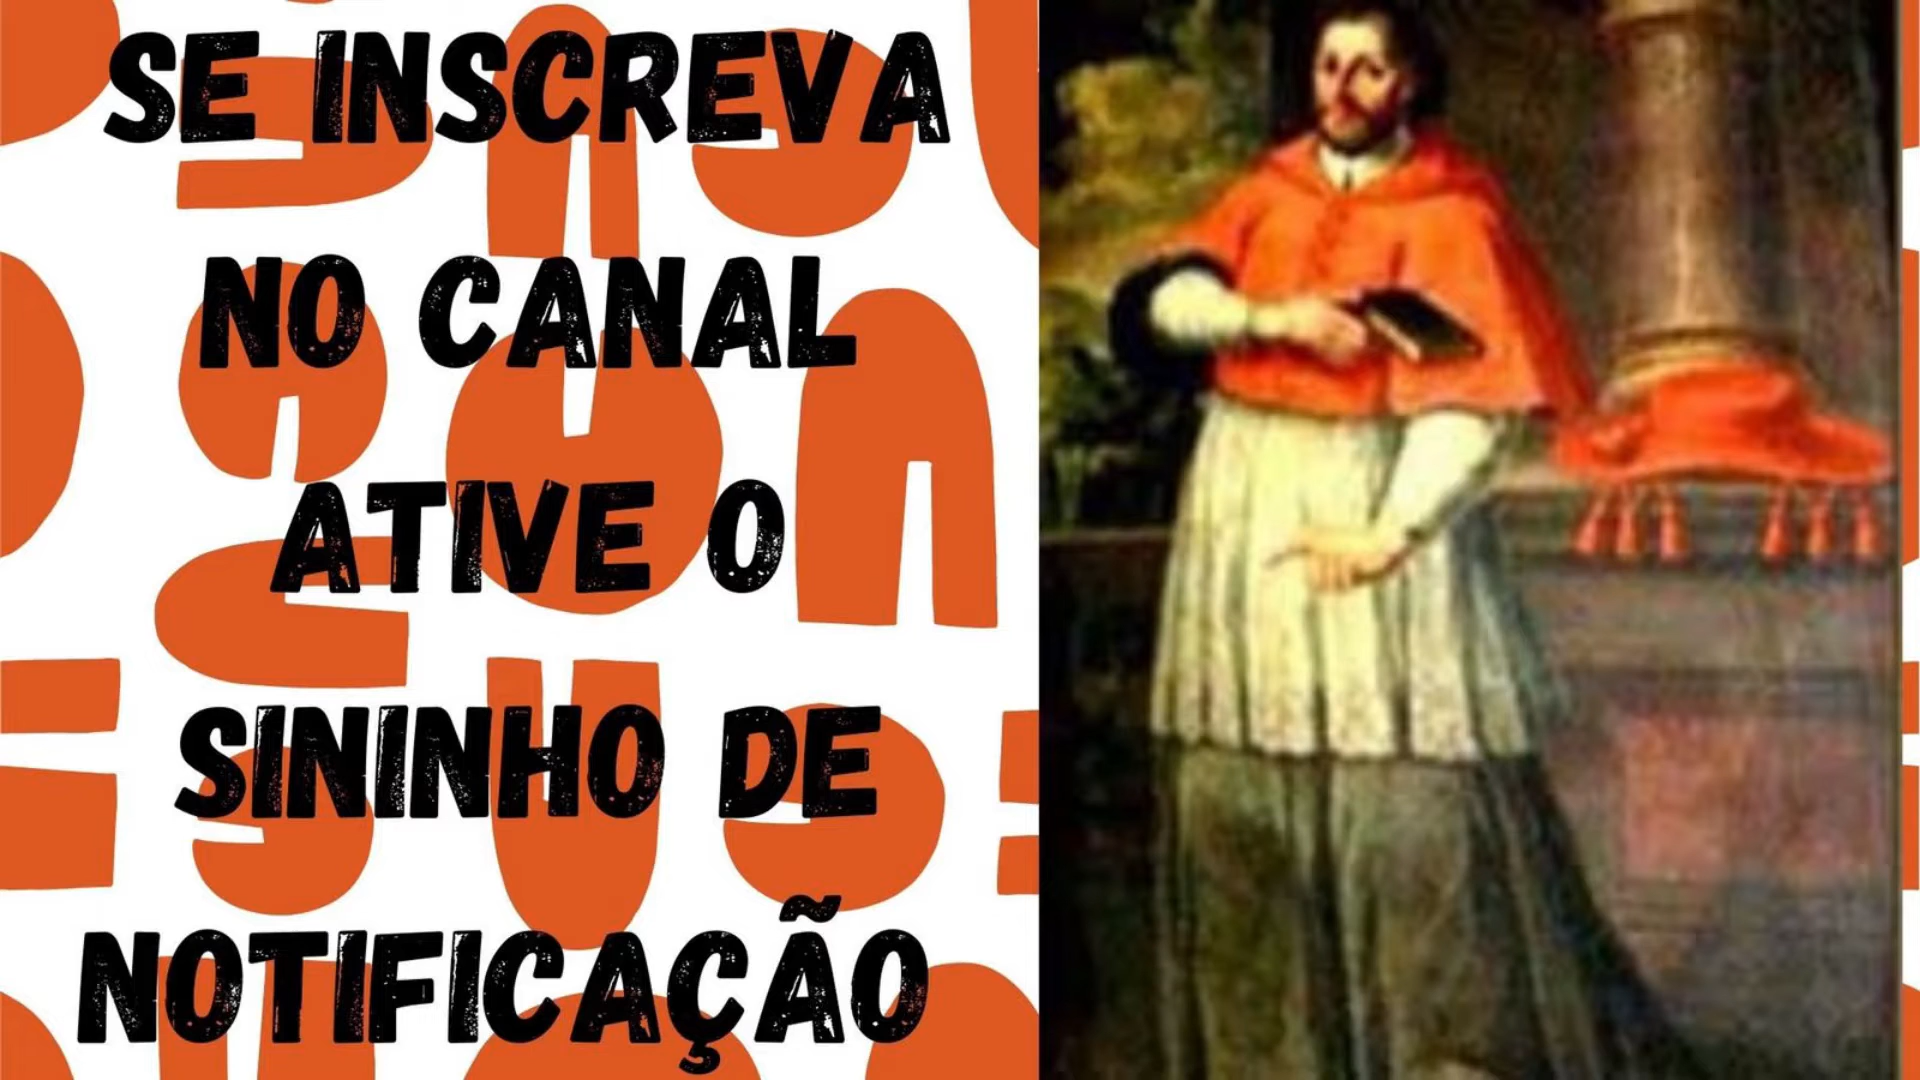 SE INSCREVA
NO CANAL
ATIVE O
SININHO DE
NOTIFICAÇÃO